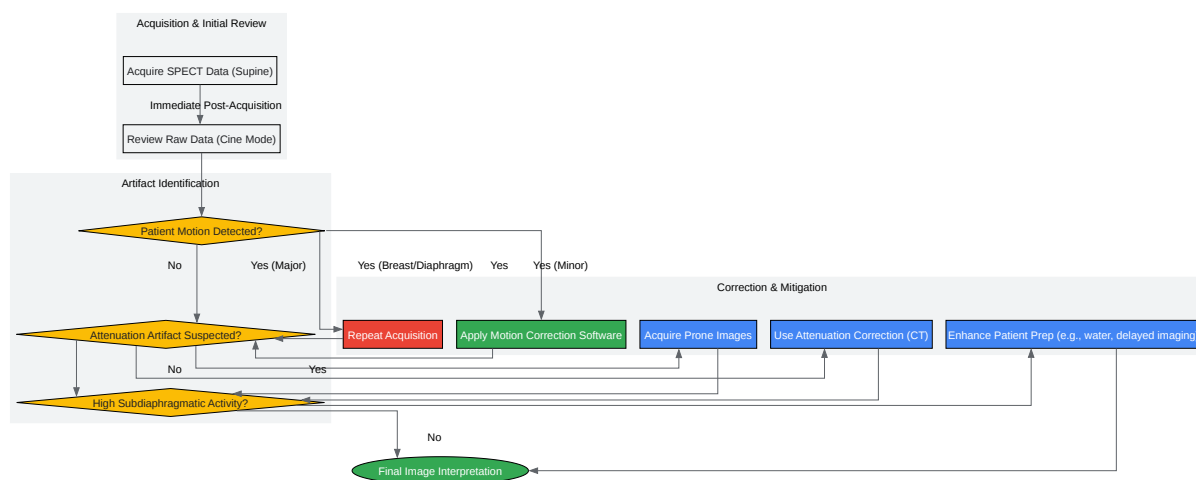 Acquisition & Initial Review
Acquire SPECT Data (Supine)
Immediate Post-Acquisition
Review Raw Data (Cine Mode)
Artifact Identification
Patient Motion Detected?
No
Yes (Major)
Yes (Breast/Diaphragm)
Yes
Yes (Minor)
Correction & Mitigation
Attenuation Artifact Suspected?
Repeat Acquisition
Apply Motion Correction Software
Acquire Prone Images
Use Attenuation Correction (CT)
Enhance Patient Prep (e.g., water, delayed imaging)
No
Yes
High Subdiaphragmatic Activity?
No
Final Image Interpretation